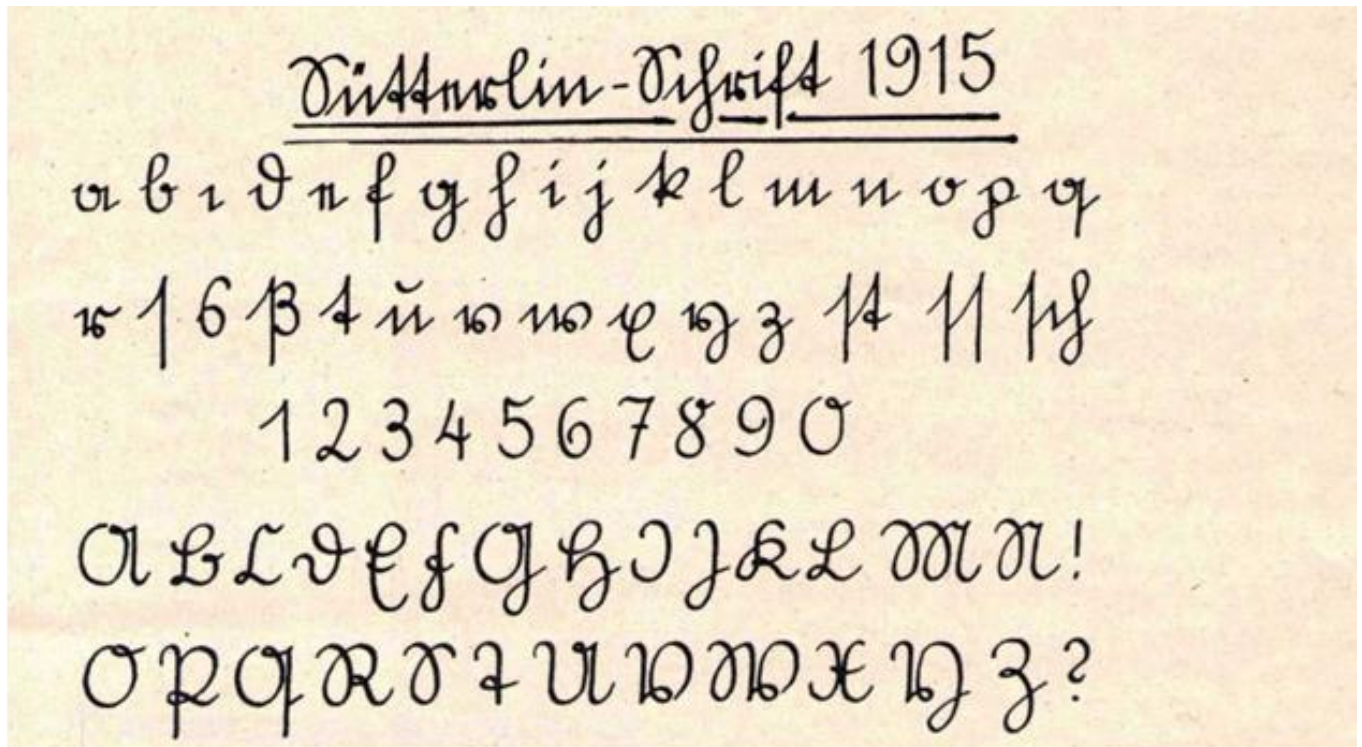 Sütterlin-Schrift 1915
a b c d e f g h i j k l m n o p q
r ſ s ß t u v w x y z ſt ſſ ſch
1 2 3 4 5 6 7 8 9 0
A B C D E F G H I J K L M N !
O P Q R S T U V W X Y Z ?